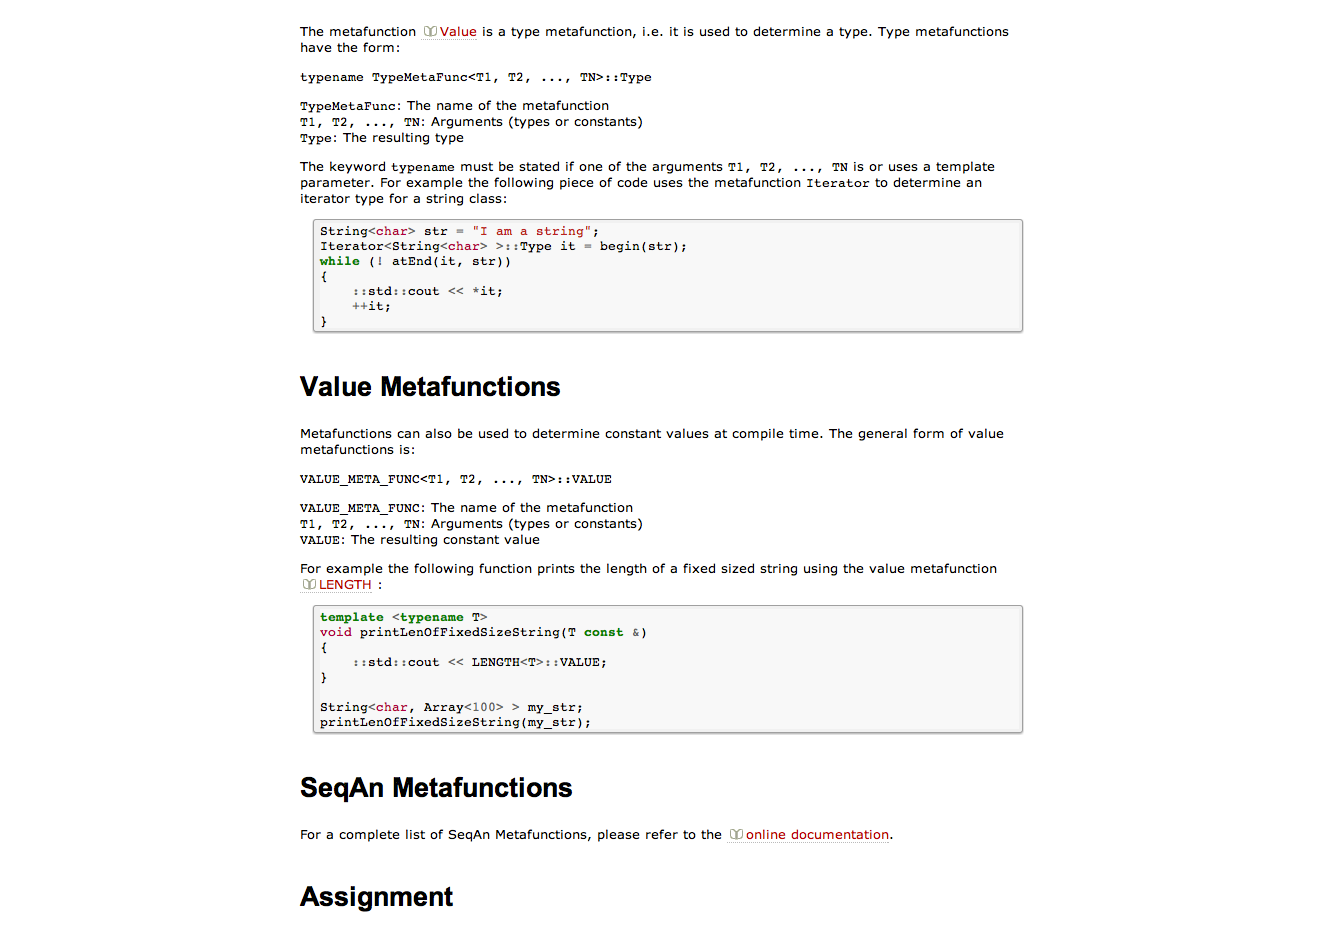 The metafunction Value is a type metafunction, i.e. it is used to determine a type. Type metafunctions
have the form:
typename TypeMetaFunc<T1, T2, ..., TN>::Type
TypeMetaFunc: The name of the metafunction
T1, T2, ..., TN: Arguments (types or constants)
Type: The resulting type
The keyword typename must be stated if one of the arguments T1, T2, ..., TN is or uses a template
parameter. For example the following piece of code uses the metafunction Iterator to determine an
iterator type for a string class:
String<char> str = "I am a string";
Iterator<String<char> >::Type it = begin(str);
while (! atEnd(it, str))
{
    ::std::cout << *it;
    ++it;
}
Value Metafunctions
Metafunctions can also be used to determine constant values at compile time. The general form of value
metafunctions is:
VALUE_META_FUNC<T1, T2, ..., TN>::VALUE
VALUE_META_FUNC: The name of the metafunction
T1, T2, ..., TN: Arguments (types or constants)
VALUE: The resulting constant value
For example the following function prints the length of a fixed sized string using the value metafunction
LENGTH :
template <typename T>
void printLenOfFixedSizeString(T const &)
{
    ::std::cout << LENGTH<T>::VALUE;
}
String<char, Array<100> > my_str;
printLenOfFixedSizeString(my_str);
SeqAn Metafunctions
For a complete list of SeqAn Metafunctions, please refer to the online documentation.
Assignment